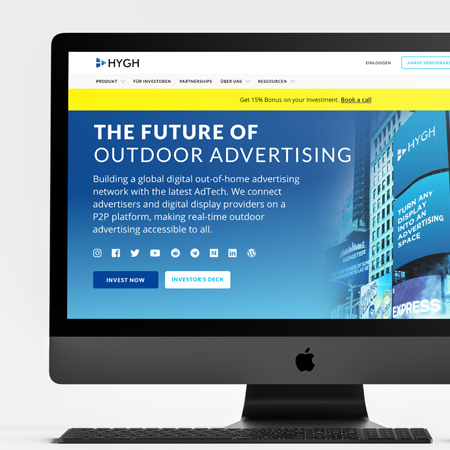 HYGH
EINLOGGEN
PRODUKT FÜR INVESTOREN PARTNERSHIPS ÜBER UNS RESSOURCEN
Get 15% Bonus on your Investment. Book a call
THE FUTURE OF
OUTDOOR ADVERTISING
Building a global digital out-of-home advertising
network with the latest AdTech. We connect
advertisers and digital display providers on a
P2P platform, making real-time outdoor
advertising accessible to all.
INVEST NOW
INVESTOR'S DECK
HYGH
TURN ANY
DISPLAY
INTO AN
ADVERTISING
SPACE
MONSTER
EXPRESS